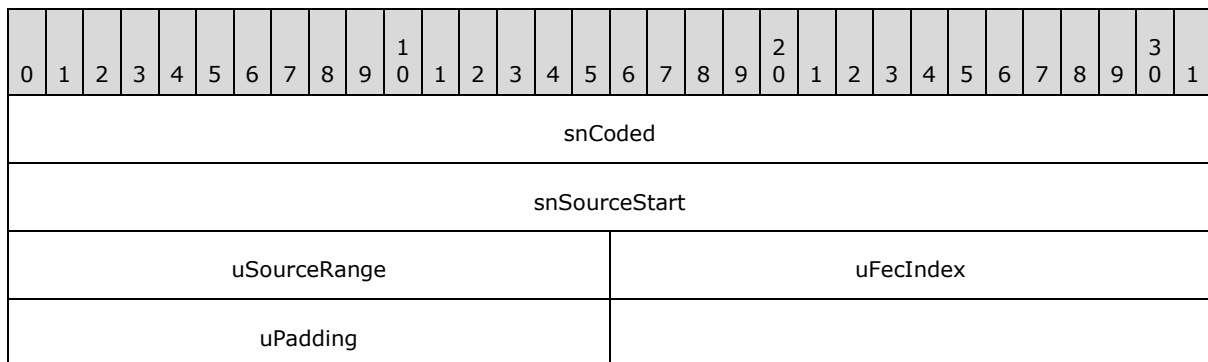 1 2 3
0 1 2 3 4 5 6 7 8 9 0 1 2 3 4 5 6 7 8 9 0 1 2 3 4 5 6 7 8 9 0 1
snCoded
snSourceStart
uSourceRange uFecIndex
uPadding